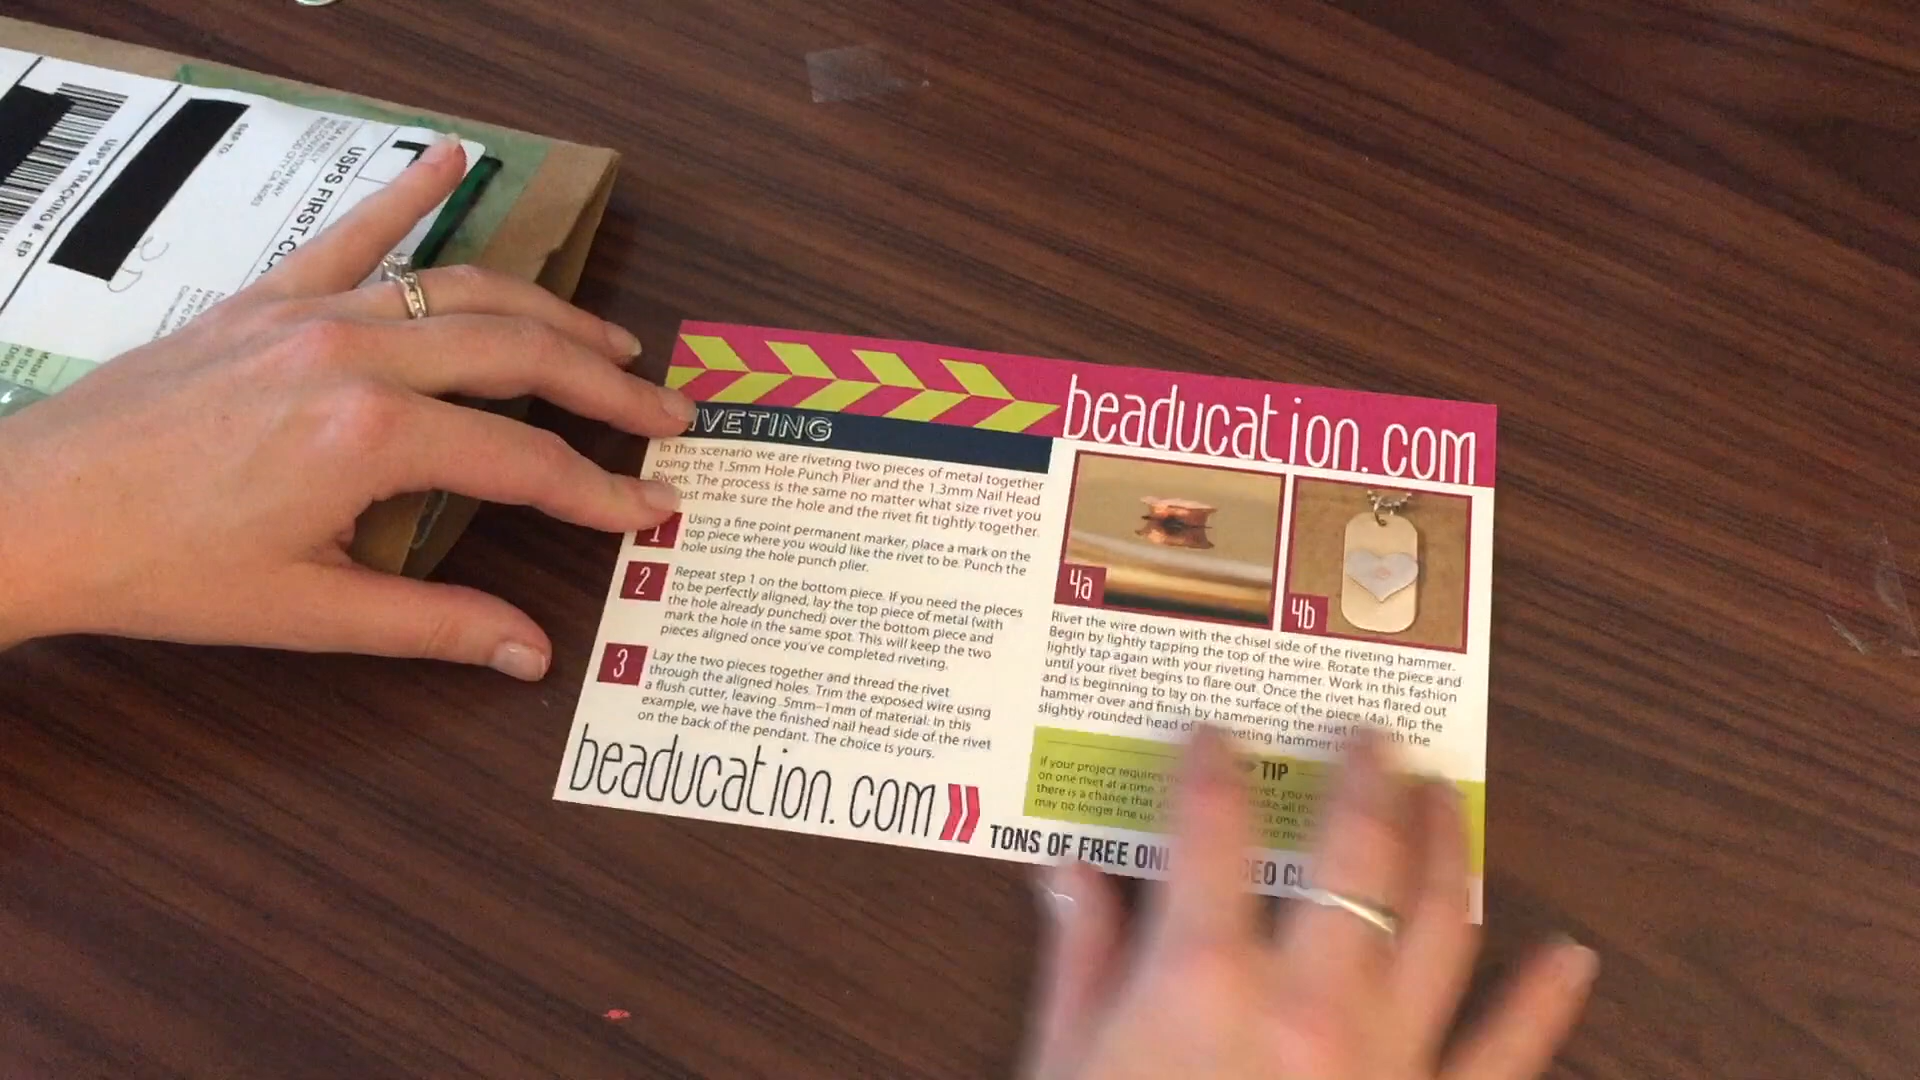 beaducation.com
IVETING
In this scenario we are riveting two pieces of metal together
using the 1.5mm Hole Punch Plier and the 1.3mm Nail Head
Rivets. The process is the same no matter what size rivet you
just make sure the hole and the rivet fit tightly together.
1
Using a fine point permanent marker, place a mark on the
top piece where you would like the rivet to be. Punch the
hole using the hole punch plier.
2
Repeat step 1 on the bottom piece. If you need the pieces
to be perfectly aligned, lay the top piece of metal (with
the hole already punched) over the bottom piece and
mark the hole in the same spot. This will keep the two
pieces aligned once you've completed riveting.
3
Lay the two pieces together and thread the rivet
through the aligned holes. Trim the exposed wire using
a flush cutter, leaving .5mm–1mm of material. In this
example, we have the finished nail head side of the rivet
on the back of the pendant. The choice is yours.
4a
4b
Rivet the wire down with the chisel side of the riveting hammer.
Begin by lightly tapping the top of the wire. Rotate the piece and
lightly tap again with your riveting hammer. Work in this fashion
until your rivet begins to flare out. Once the rivet has flared out
and is beginning to lay on the surface of the piece (4a), flip the
hammer over and finish by hammering the rivet with the
slightly rounded head of riveting hammer
TIP
If your project requires
on one rivet at a time,
there is a chance that
may no longer line up.
beaducation.com
TONS OF FREE
USPS FIRST-CLA
SHIP TO:
USPS TRACKING # - EP
REDWOOD CITY CA